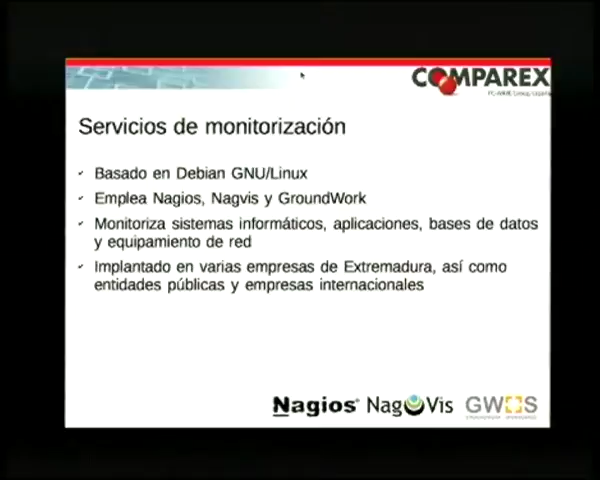 COMPAREX
Servicios de monitorización
Basado en Debian GNU/Linux
Emplea Nagios, Nagvis y GroundWork
Monitoriza sistemas informáticos, aplicaciones, bases de datos
y equipamiento de red
Implantado en varias empresas de Extremadura, así como
entidades públicas y empresas internacionales
Nagios® NagVis GWOS